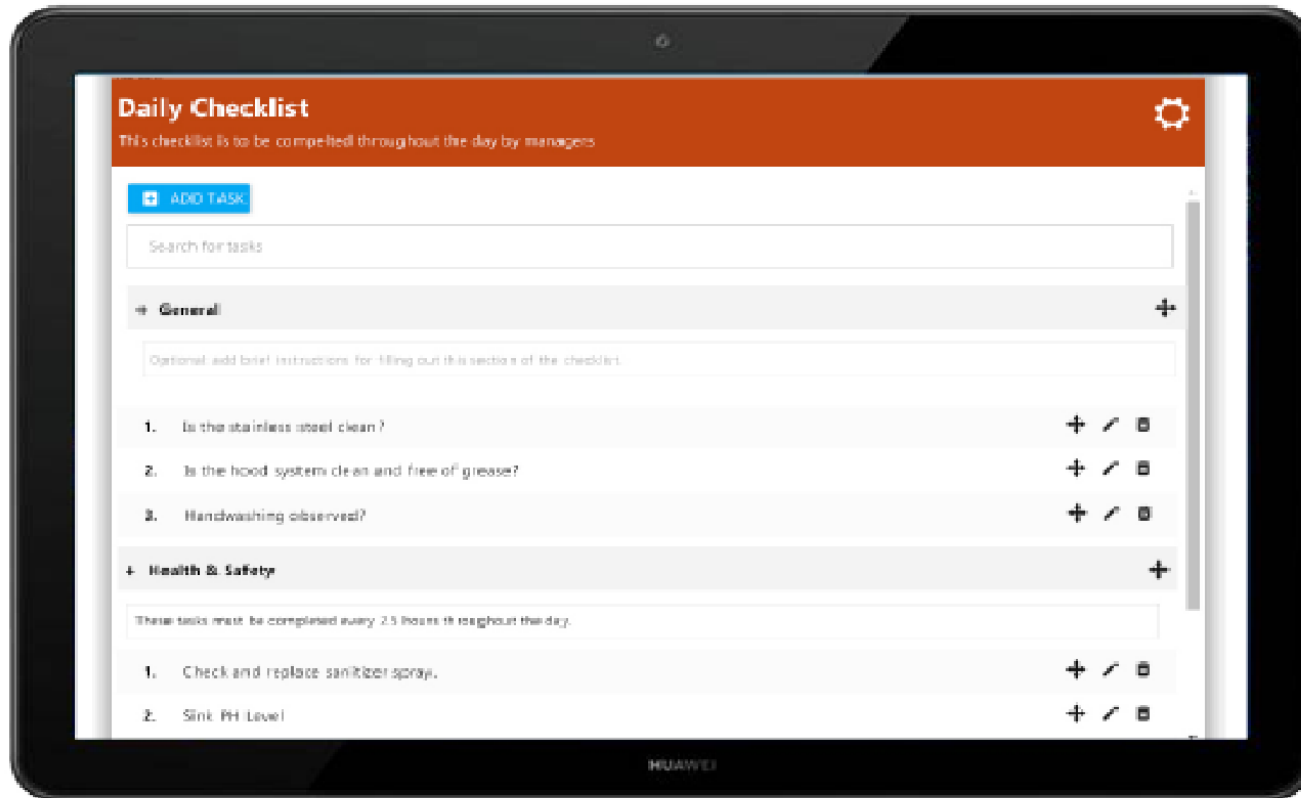 Daily Checklist
This checklist is to be compelted throughout the day by managers
ADD TASK
Search for tasks
General
Optional: add brief instructions for filling out this section of the checklist.
1. Is the stainless steel clean?
2. Is the hood system clean and free of grease?
3. Handwashing observed?
+ Health & Safety
These tasks must be completed every 2.5 hours throughout the day.
1. Check and replace sanitizer spray.
2. Sink PH Level
HUAWEI